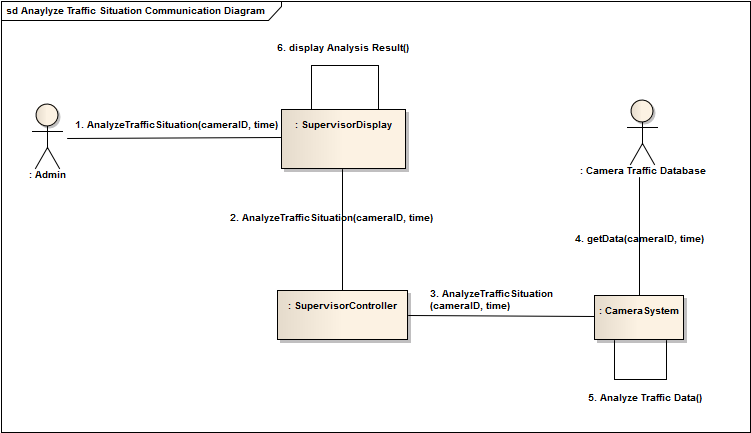 sd Anaylyze Traffic Situation Communication Diagram
6. display Analysis Result()
1. AnalyzeTrafficSituation(cameraID, time)
: SupervisorDisplay
: Admin
: Camera Traffic Database
2. AnalyzeTrafficSituation(cameraID, time)
4. getData(cameraID, time)
3. AnalyzeTrafficSituation
(cameraID, time)
: SupervisorController
: CameraSystem
5. Analyze Traffic Data()